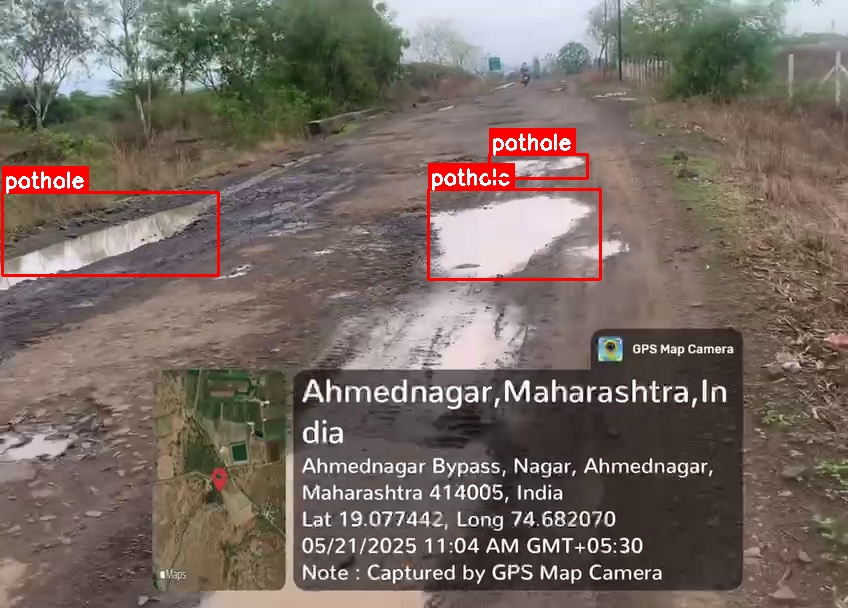 pothole
pothole
pothole
GPS Map Camera
Ahmednagar,Maharashtra,In
dia
Ahmednagar Bypass, Nagar, Ahmednagar,
Maharashtra 414005, India
Lat 19.077442, Long 74.682070
05/21/2025 11:04 AM GMT+05:30
Note : Captured by GPS Map Camera
Maps